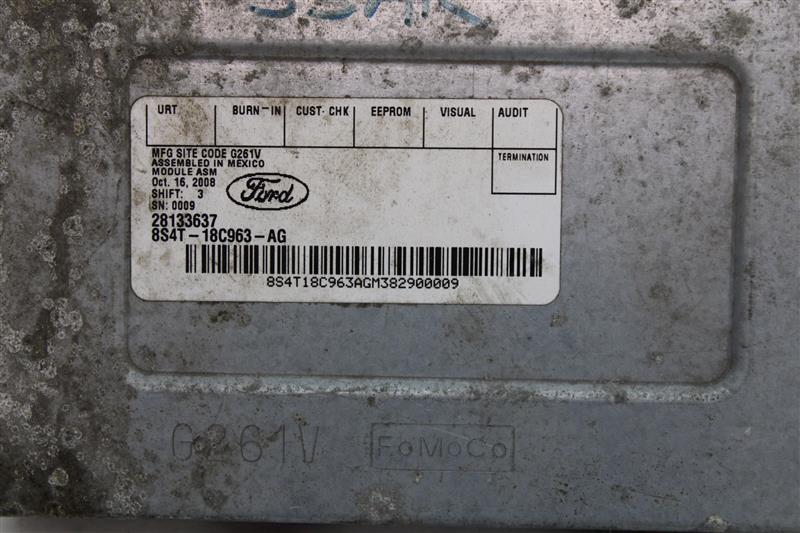 URT BURN-IN CUST. CHK EEPROM VISUAL AUDIT
TERMINATION
MFG SITE CODE G261V
ASSEMBLED IN MEXICO
MODULE ASM
Oct. 16, 2008
SHIFT: 3
SN: 0009
Ford
28133637
8S4T-18C963-AG
8S4T18C963AGM382900009
G261V FoMoCo